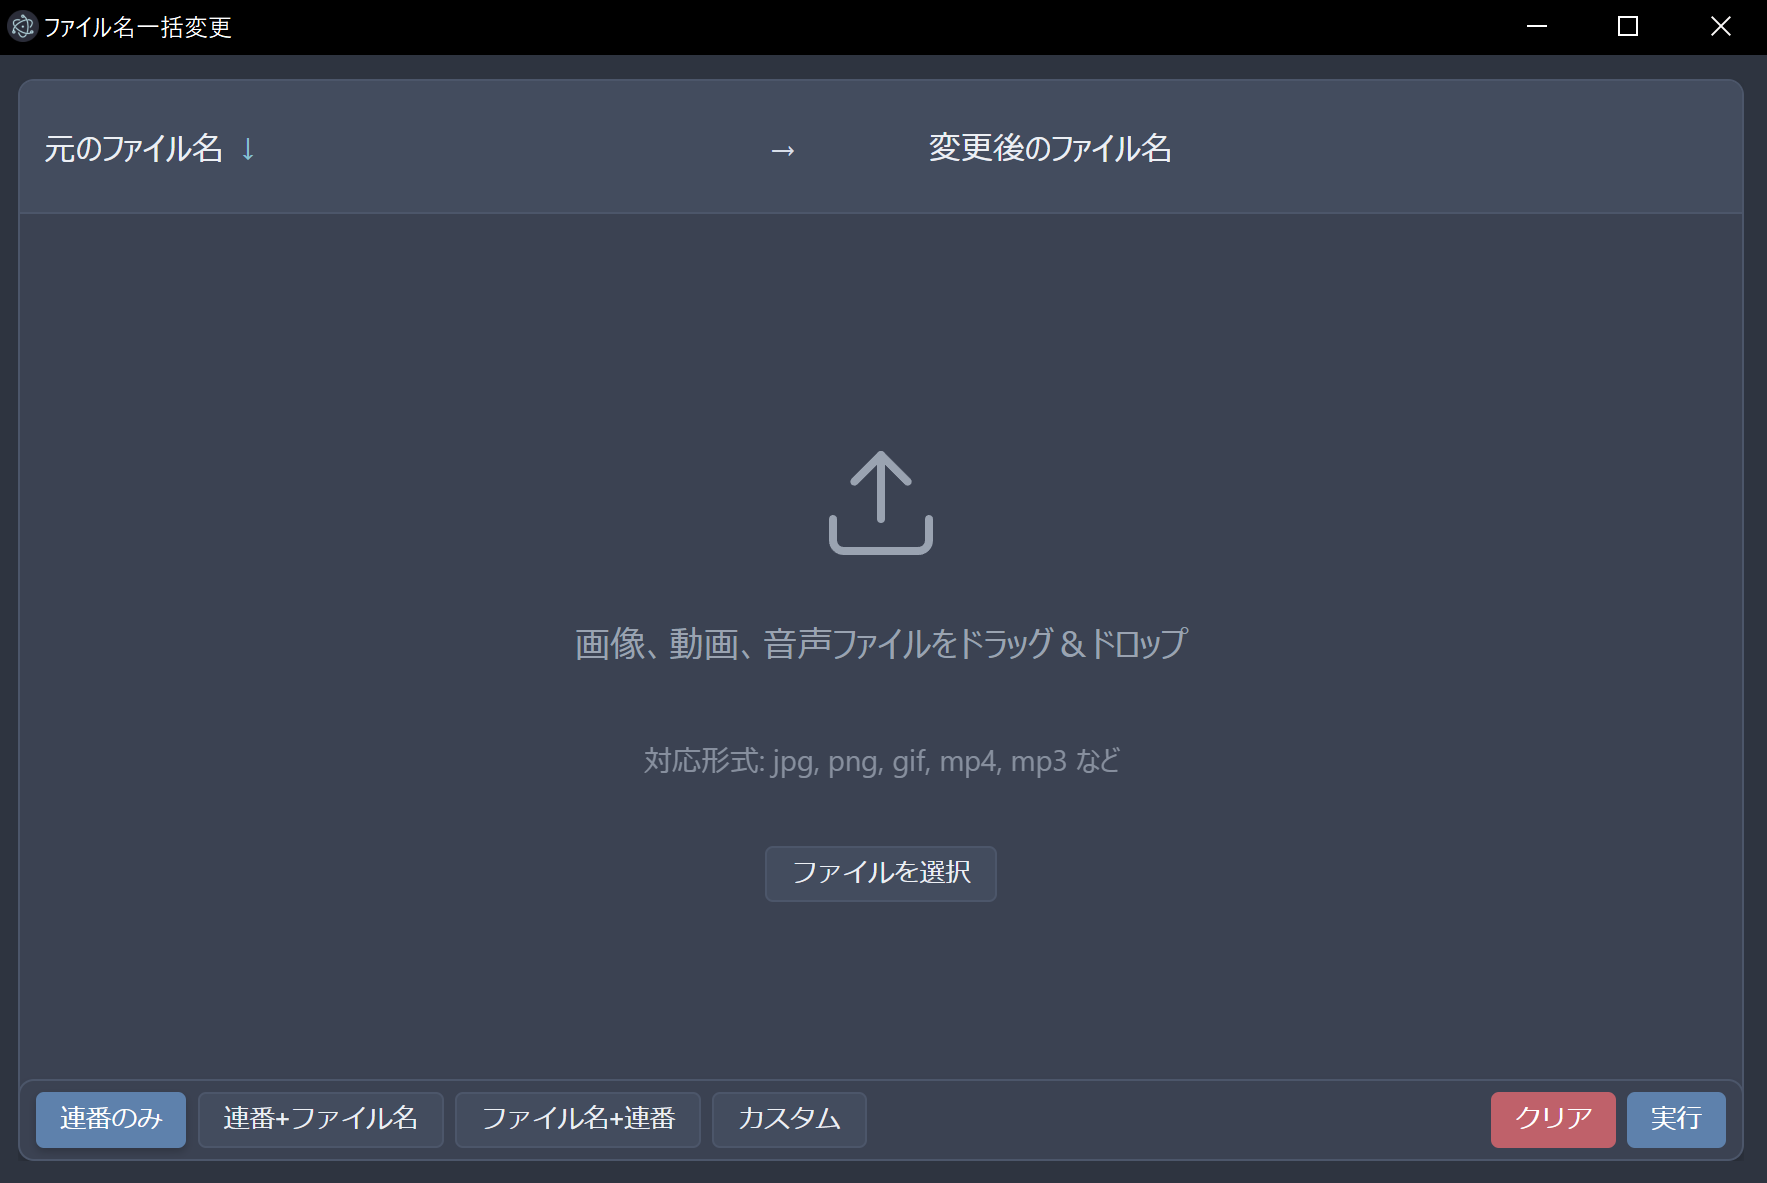 ファイル名一括変更
元のファイル名 ↓ → 変更後のファイル名
画像、動画、音声ファイルをドラッグ＆ドロップ
対応形式: jpg, png, gif, mp4, mp3 など
ファイルを選択
連番のみ 連番+ファイル名 ファイル名+連番 カスタム クリア 実行